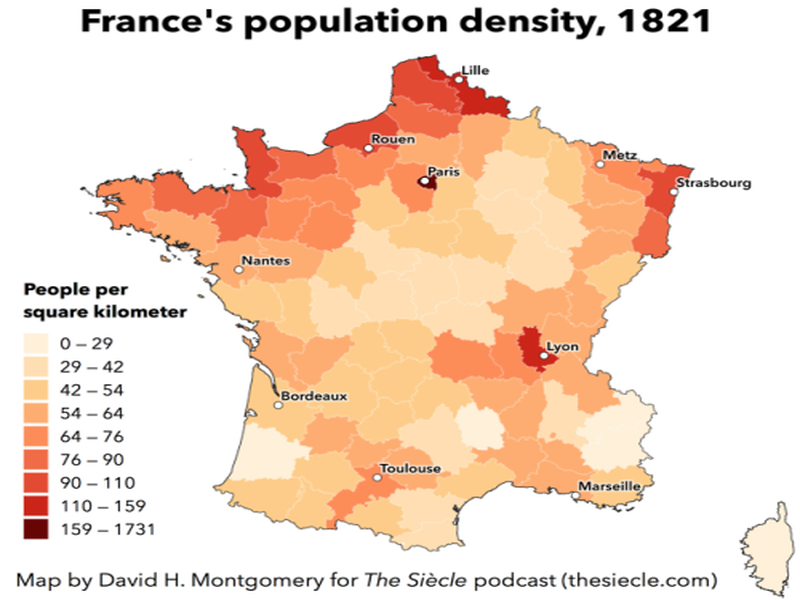 France's population density, 1821
Lille
Rouen
Metz
Paris
Strasbourg
Nantes
People per
square kilometer
0 – 29
29 – 42
42 – 54
54 – 64
64 – 76
76 – 90
90 – 110
110 – 159
159 – 1731
Lyon
Bordeaux
Toulouse
Marseille
Map by David H. Montgomery for The Siècle podcast (thesiecle.com)